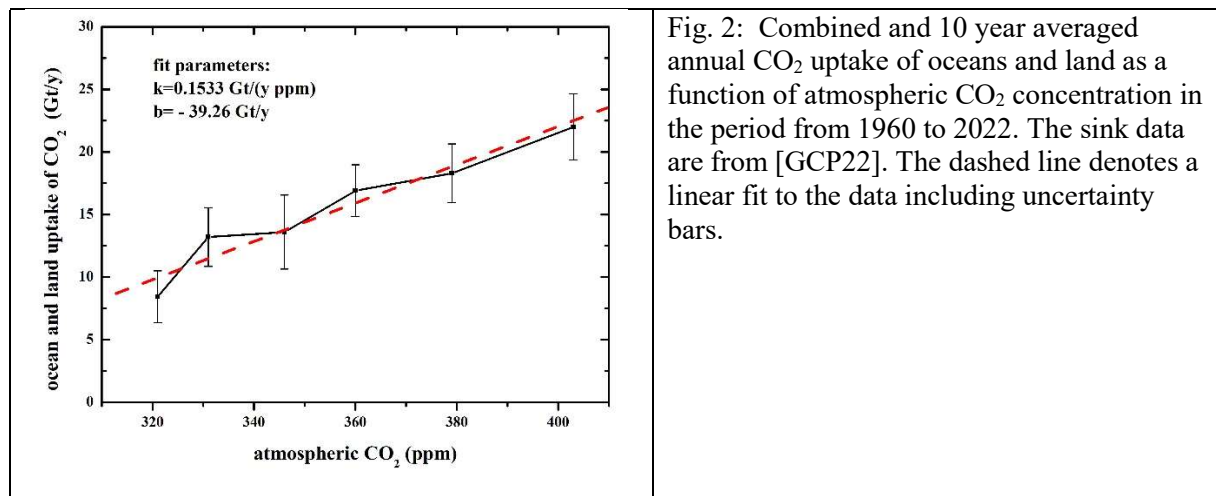 30
25
20
15
10
5
0
fit parameters:
k=0.1533 Gt/(y ppm)
b= - 39.26 Gt/y
ocean and land uptake of CO₂ (Gt/y)
320 340 360 380 400
atmospheric CO₂ (ppm)
Fig. 2: Combined and 10 year averaged
annual CO₂ uptake of oceans and land as a
function of atmospheric CO₂ concentration in
the period from 1960 to 2022. The sink data
are from [GCP22]. The dashed line denotes a
linear fit to the data including uncertainty
bars.